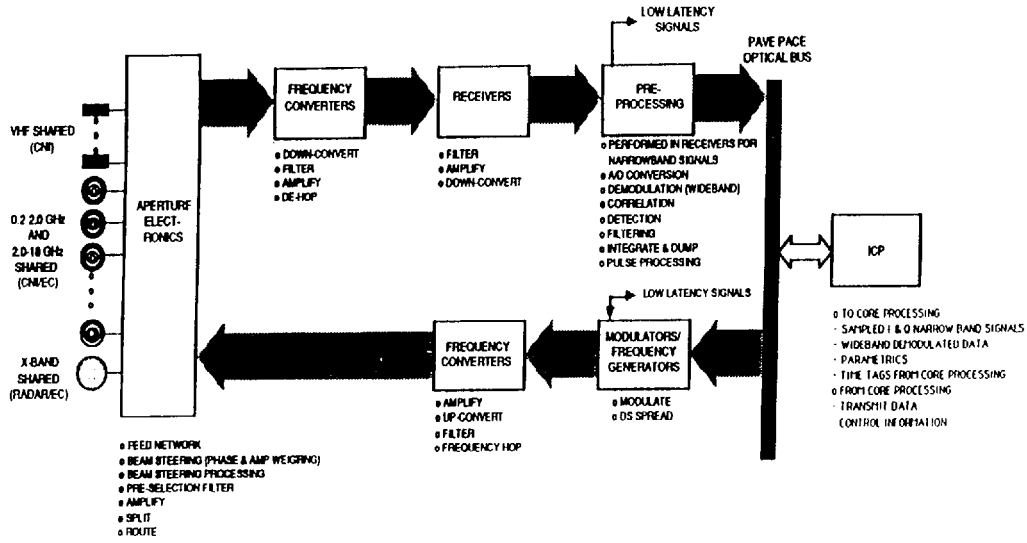 LOW LATENCY
SIGNALS
PAVE PACE
OPTICAL BUS
VHF SHARED
(CNI)
0.2 2.0 GHz
AND
2.0-18 GHz
SHARED
(CNI/EC)
X-BAND
SHARED
(RADAR/EC)
APERTURF
ELECT-
RONICS
FREQUENCY
CONVERTERS
RECEIVERS
PRE-
PROCESSING
DOWN-CONVERT
FILTER
AMPLIFY
DE-HOP
FILTER
AMPLIFY
DOWN-CONVERT
PERFORMED IN RECEIVERS FOR
NARROWBAND SIGNALS
A/D CONVERSION
DEMODULATION (WIDEBAND)
CORRELATION
DETECTION
FILTERING
INTEGRATE & DUMP
PULSE PROCESSING
ICP
LOW LATENCY SIGNALS
FREQUENCY
CONVERTERS
MODULATORS/
FREQUENCY
GENERATORS
AMPLIFY
UP-CONVERT
FILTER
FREQUENCY HOP
MODULATE
DS SPREAD
TO CORE PROCESSING
- SAMPLED I & Q NARROW BAND SIGNALS
- WIDEBAND DEMODULATED DATA
- PARAMETRICS
- TIME TAGS FROM CORE PROCESSING
FROM CORE PROCESSING
- TRANSMIT DATA
CONTROL INFORMATION
FEED NETWORK
BEAM STEERING (PHASE & AMP WEIGRING)
BEAM STEERING PROCESSING
PRE-SELECTION FILTER
AMPLIFY
SPLIT
ROUTE